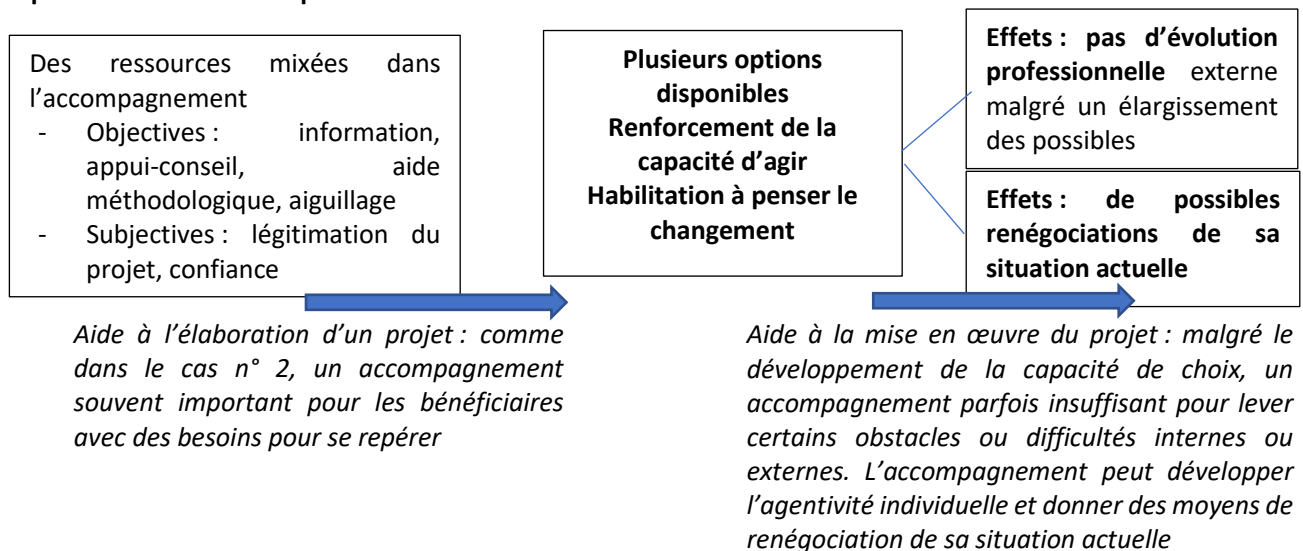 Des ressources mixées dans
l’accompagnement
- Objectives : information,
appui-conseil, aide
méthodologique, aiguillage
- Subjectives : légitimation du
projet, confiance
Plusieurs options
disponibles
Renforcement de la
capacité d’agir
Habilitation à penser le
changement
Effets : pas d’évolution
professionnelle externe
malgré un élargissement
des possibles
Effets : de possibles
renégociations de sa
situation actuelle
Aide à l’élaboration d’un projet : comme
dans le cas n° 2, un accompagnement
souvent important pour les bénéficiaires
avec des besoins pour se repérer
Aide à la mise en œuvre du projet : malgré le
développement de la capacité de choix, un
accompagnement parfois insuffisant pour lever
certains obstacles ou difficultés internes ou
externes. L’accompagnement peut développer
l’agentivité individuelle et donner des moyens de
renégociation de sa situation actuelle